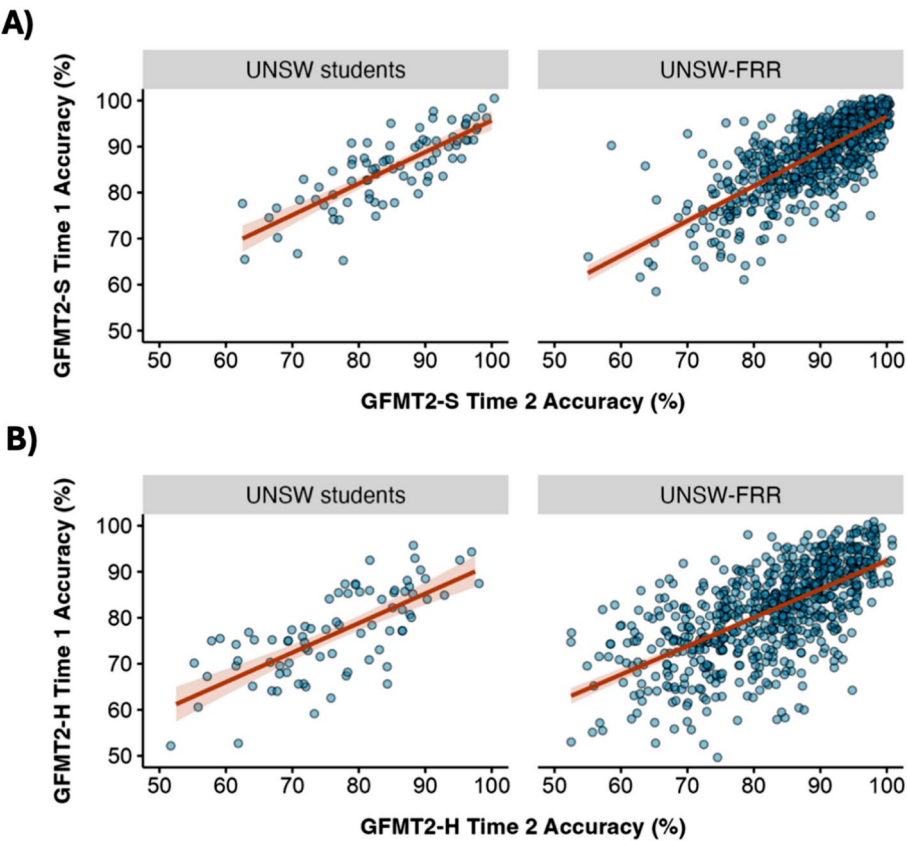 A)
UNSW students
UNSW-FRR
GFMT2-S Time 1 Accuracy (%)
100
90
80
70
60
50
50 60 70 80 90 100
50 60 70 80 90 100
GFMT2-S Time 2 Accuracy (%)
B)
UNSW students
UNSW-FRR
GFMT2-H Time 1 Accuracy (%)
100
90
80
70
60
50
50 60 70 80 90 100
50 60 70 80 90 100
GFMT2-H Time 2 Accuracy (%)